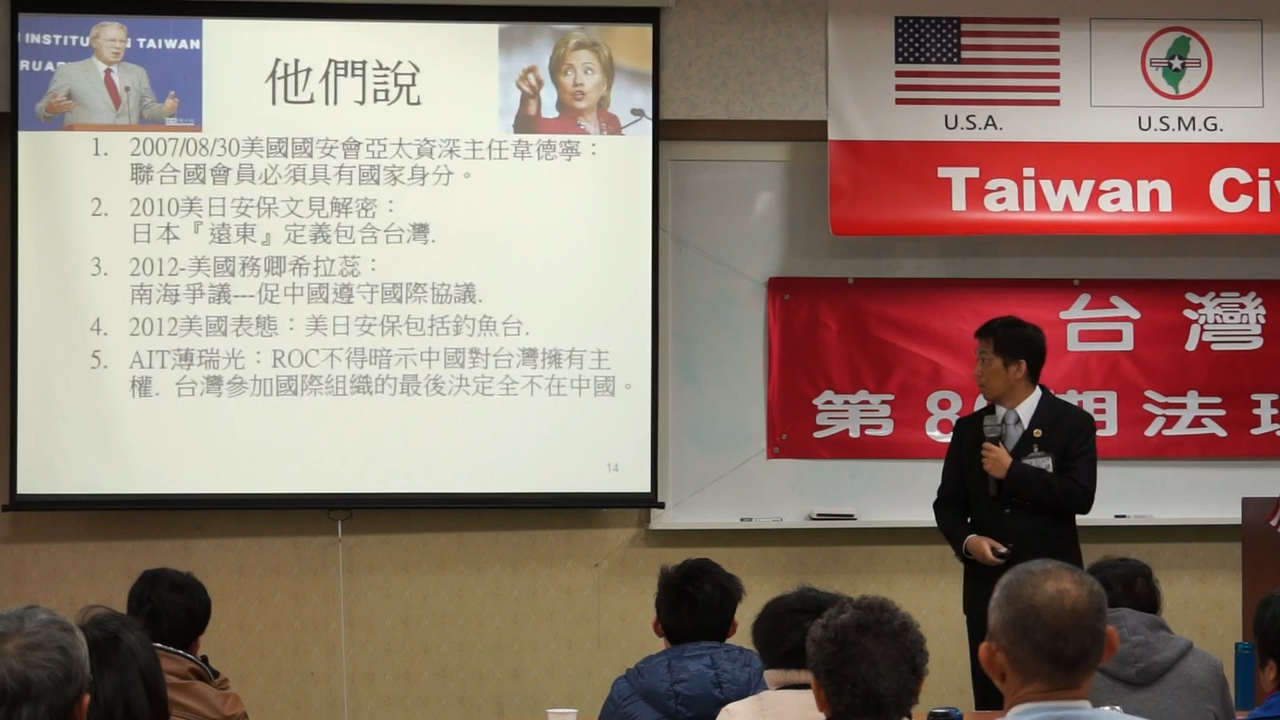 INSTITU N TAIWAN
RUA
他們說
1. 2007/08/30美國國安會亞太資深主任韋德寧：
聯合國會員必須具有國家身分。
2. 2010美日安保文見解密：
日本『遠東』定義包含台灣.
3. 2012-美國務卿希拉蕊：
南海爭議---促中國遵守國際協議.
4. 2012美國表態：美日安保包括釣魚台.
5. AIT薄瑞光：ROC不得暗示中國對台灣擁有主
權. 台灣參加國際組織的最後決定全不在中國。
14
U.S.A.
U.S.M.G.
Taiwan Civ
台灣
第8 期法理